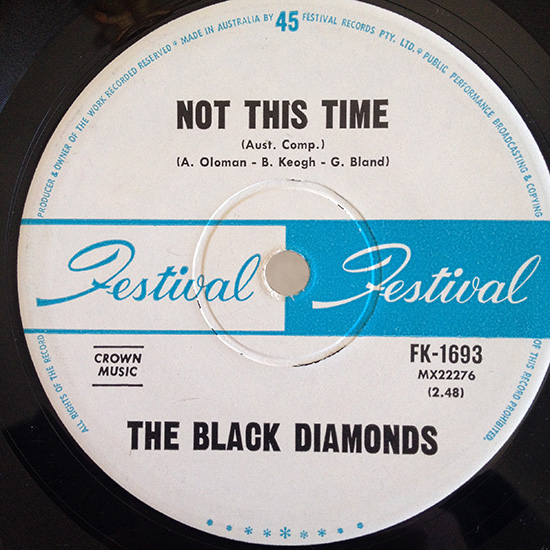 PRODUCER & OWNER OF THE WORK RECORDED RESERVED * MADE IN AUSTRALIA BY 45 FESTIVAL RECORDS PTY. LTD. * PUBLIC PERFORMANCE BROADCASTING & COPYING
NOT THIS TIME
(Aust. Comp.)
(A. Oloman - B. Keogh - G. Bland)
Festival Festival
CROWN
MUSIC
FK-1693
MX22276
(2.48)
THE BLACK DIAMONDS
ALL RIGHTS OF THE RECORD
OF THIS RECORD PROHIBITED.